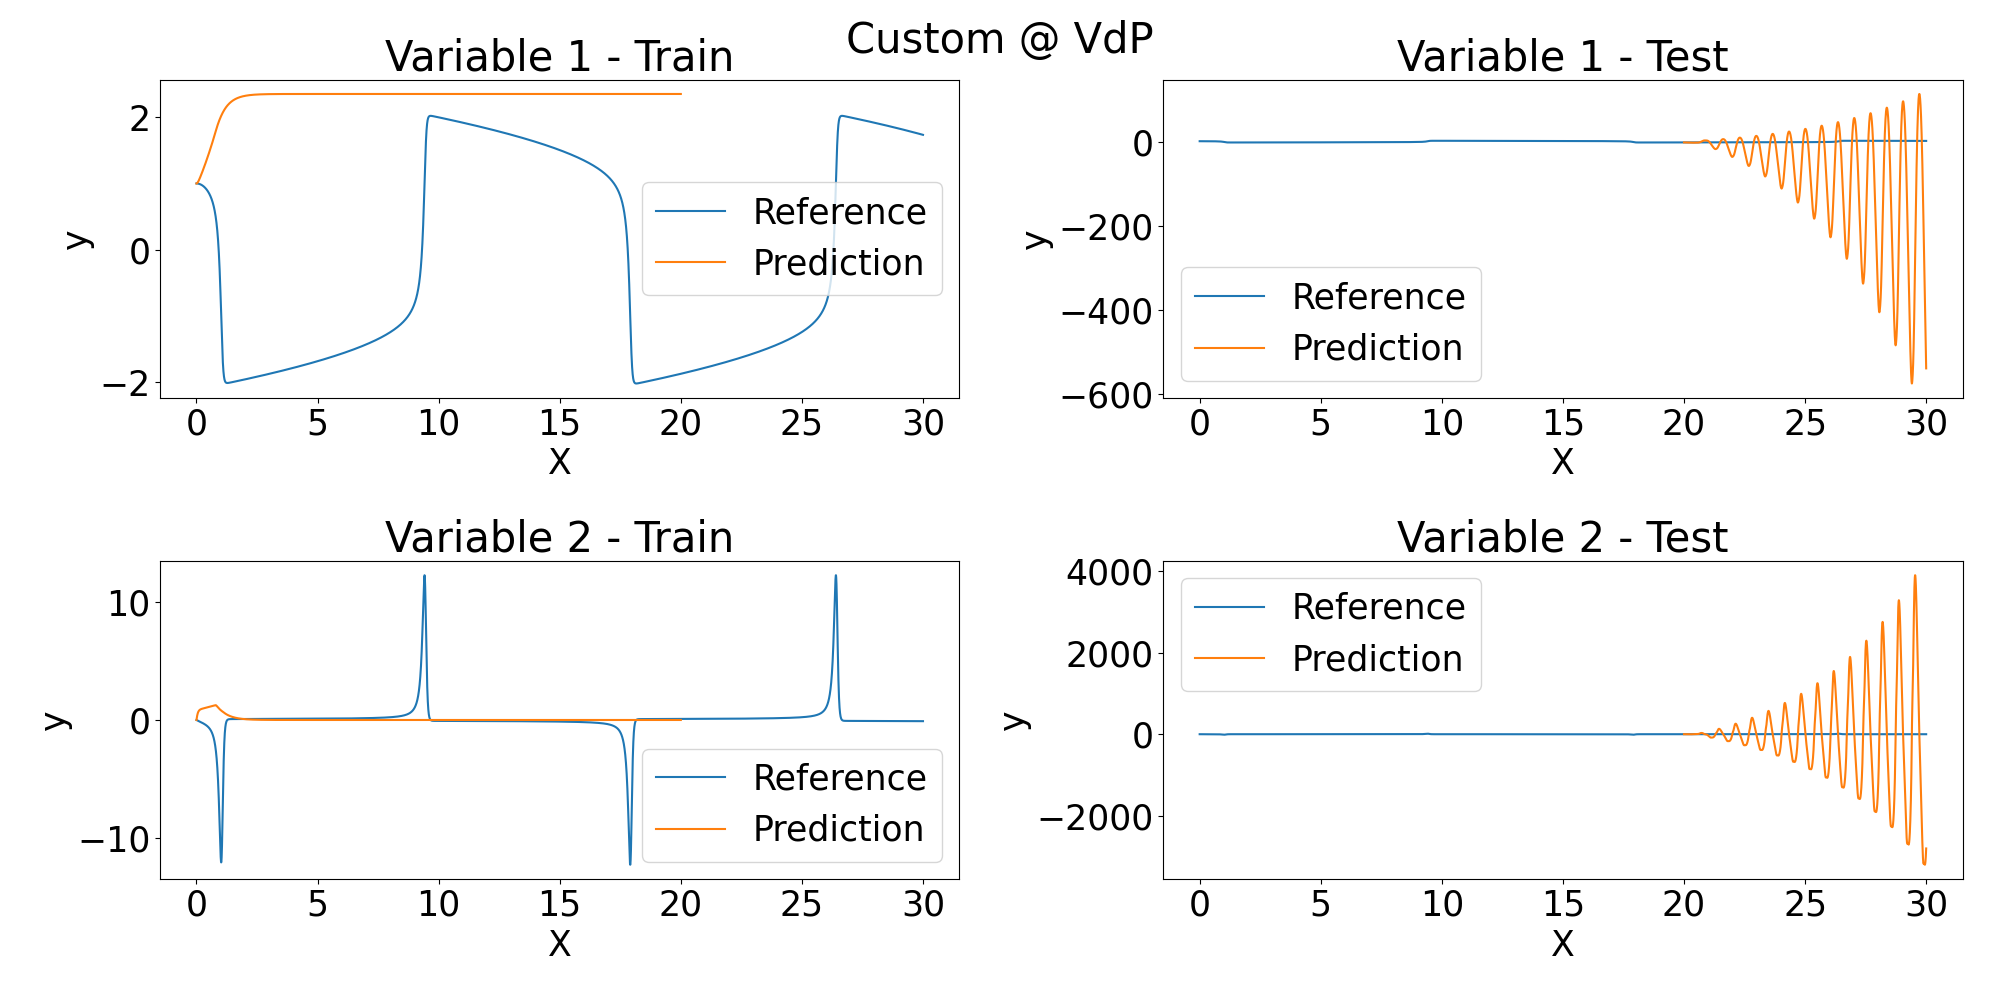 Custom @ VdP
Variable 1 - Train
2
0
−2
y
0 5 10 15 20 25 30
X
Reference
Prediction
Variable 1 - Test
0
−200
−400
−600
y
0 5 10 15 20 25 30
X
Reference
Prediction
Variable 2 - Train
10
0
−10
y
0 5 10 15 20 25 30
X
Reference
Prediction
Variable 2 - Test
4000
2000
0
−2000
y
0 5 10 15 20 25 30
X
Reference
Prediction